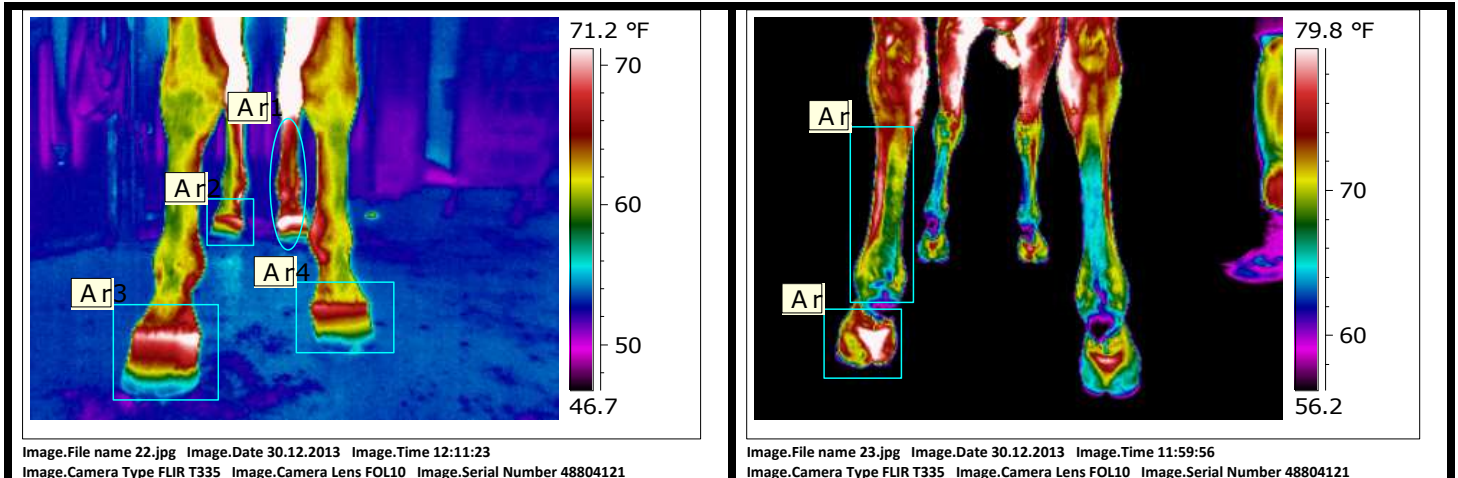 71.2 °F
70
60
50
46.7
Ar1
Ar2
Ar4
Ar3
Image.File name 22.jpg Image.Date 30.12.2013 Image.Time 12:11:23
Image.Camera Type FLIR T335 Image.Camera Lens FOL10 Image.Serial Number 48804121
79.8 °F
70
60
56.2
Ar
Ar
Image.File name 23.jpg Image.Date 30.12.2013 Image.Time 11:59:56
Image.Camera Type FLIR T335 Image.Camera Lens FOL10 Image.Serial Number 48804121